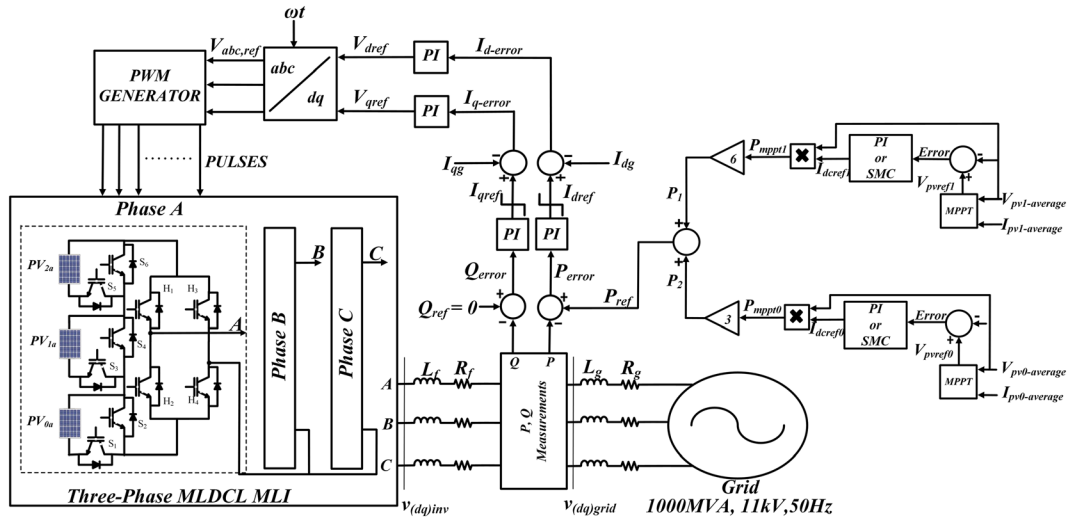 ωt
V_abc,ref
V_dref
PI
I_d-error
PWM
GENERATOR
abc
dq
V_qref
PI
I_q-error
PULSES
I_qg
I_dg
I_qref
I_dref
PI
PI
Q_error
P_error
Q_ref = 0
P_ref
6
P_mppt1
I_dcref1
PI
or
SMC
Error
V_pvref1
MPPT
V_pv1-average
I_pv1-average
P_1
P_2
3
P_mppt0
I_dcref0
PI
or
SMC
Error
V_pvref0
MPPT
V_pv0-average
I_pv0-average
Phase A
PV_2a
S_6
S_5
PV_1a
S_4
S_3
PV_0a
S_2
S_1
H_1
H_3
H_2
H_4
A
B
C
Phase B
Phase C
Three-Phase MLDCL MLI
A
B
C
L_f
R_f
v_(dq)inv
Q
P
P, Q
Measurements
L_g
R_g
v_(dq)grid
Grid
1000MVA, 11kV,50Hz